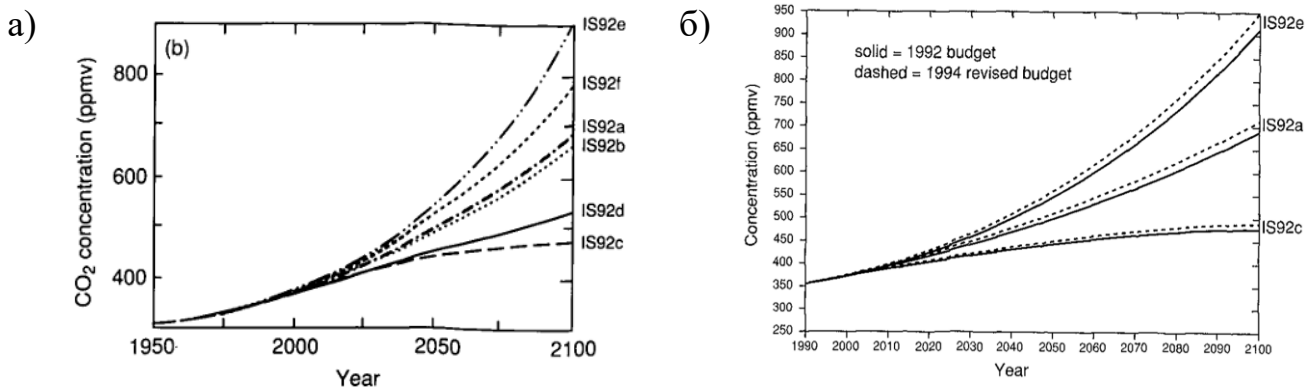 а)
(b)
CO₂ concentration (ppmv)
800
600
400
1950
2000
2050
2100
Year
IS92e
IS92f
IS92a
IS92b
IS92d
IS92c
б)
solid = 1992 budget
dashed = 1994 revised budget
Concentration (ppmv)
950
900
850
800
750
700
650
600
550
500
450
400
350
300
250
1990
2000
2010
2020
2030
2040
2050
2060
2070
2080
2090
2100
Year
IS92e
IS92a
IS92c